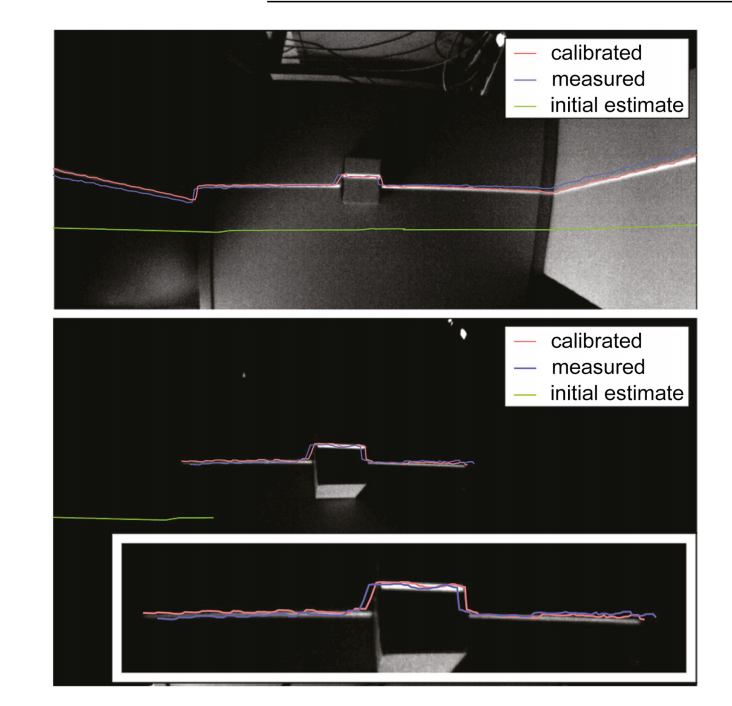 calibrated
measured
initial estimate
calibrated
measured
initial estimate